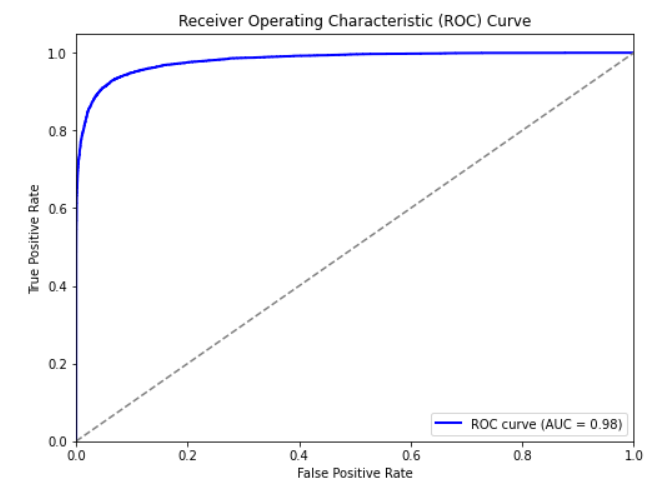 Receiver Operating Characteristic (ROC) Curve
1.0
0.8
0.6
0.4
0.2
0.0
True Positive Rate
ROC curve (AUC = 0.98)
0.0 0.2 0.4 0.6 0.8 1.0
False Positive Rate